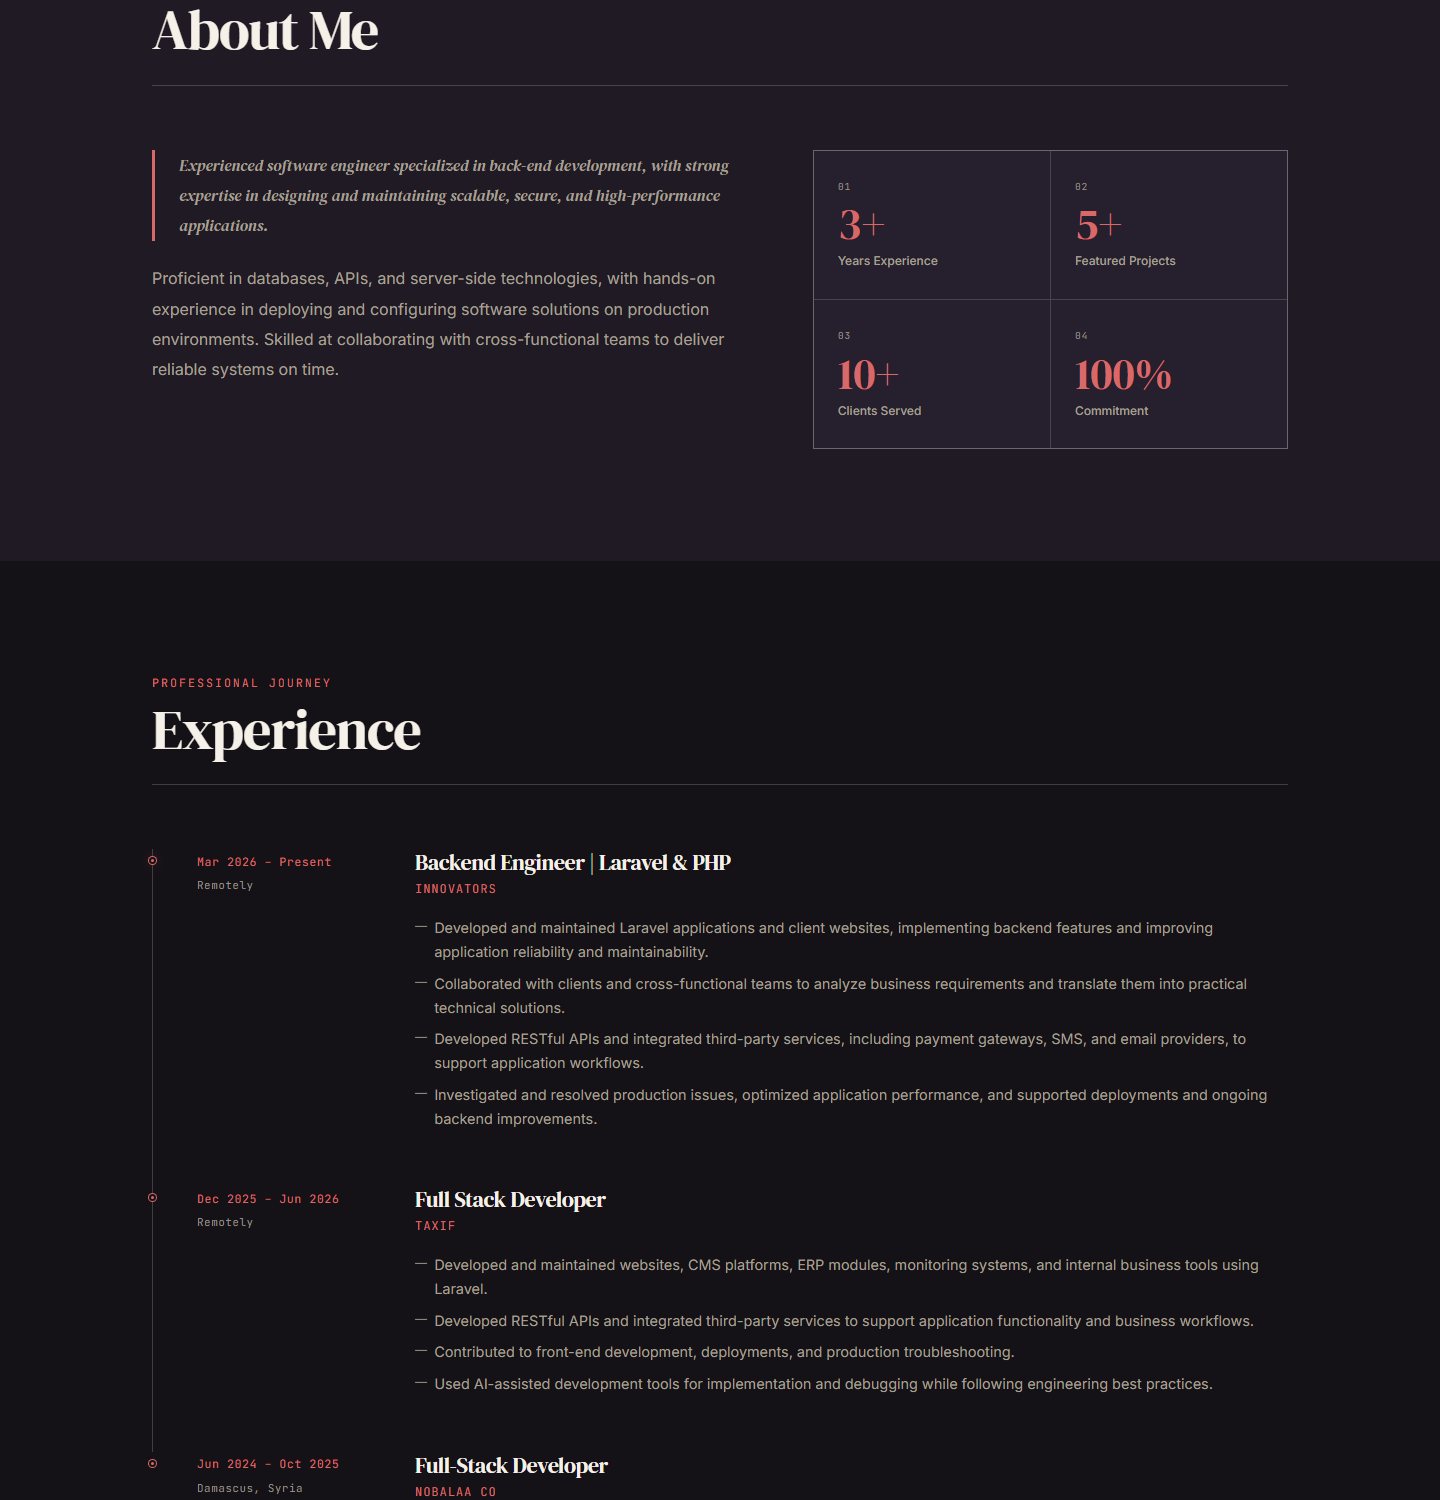 About Me
Experienced software engineer specialized in back-end development, with strong
expertise in designing and maintaining scalable, secure, and high-performance
applications.
Proficient in databases, APIs, and server-side technologies, with hands-on
experience in deploying and configuring software solutions on production
environments. Skilled at collaborating with cross-functional teams to deliver
reliable systems on time.
01
3+
Years Experience
02
5+
Featured Projects
03
10+
Clients Served
04
100%
Commitment
PROFESSIONAL JOURNEY
Experience
Mar 2026 – Present
Remotely
Backend Engineer | Laravel & PHP
INNOVATORS
— Developed and maintained Laravel applications and client websites, implementing backend features and improving
application reliability and maintainability.
— Collaborated with clients and cross-functional teams to analyze business requirements and translate them into practical
technical solutions.
— Developed RESTful APIs and integrated third-party services, including payment gateways, SMS, and email providers, to
support application workflows.
— Investigated and resolved production issues, optimized application performance, and supported deployments and ongoing
backend improvements.
Dec 2025 – Jun 2026
Remotely
Full Stack Developer
TAXIF
— Developed and maintained websites, CMS platforms, ERP modules, monitoring systems, and internal business tools using
Laravel.
— Developed RESTful APIs and integrated third-party services to support application functionality and business workflows.
— Contributed to front-end development, deployments, and production troubleshooting.
— Used AI-assisted development tools for implementation and debugging while following engineering best practices.
Jun 2024 – Oct 2025
Damascus, Syria
Full-Stack Developer
NOBALAA CO